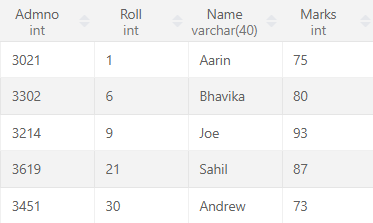 Admno Roll Name Marks
int int varchar(40) int
3021 1 Aarin 75
3302 6 Bhavika 80
3214 9 Joe 93
3619 21 Sahil 87
3451 30 Andrew 73